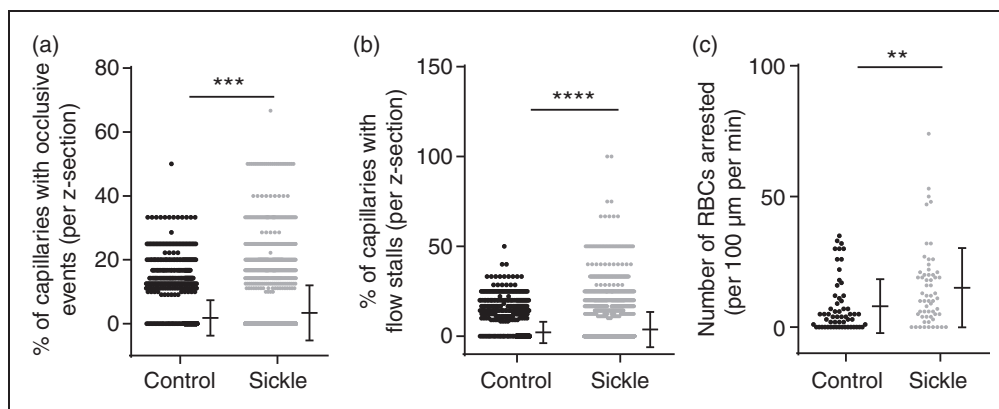 (a)
% of capillaries with occlusive
events (per z-section)
80
60
40
20
0
***
Control
Sickle
(b)
% of capillaries with
flow stalls (per z-section)
150
100
50
0
****
Control
Sickle
(c)
Number of RBCs arrested
(per 100 μm per min)
100
50
0
**
Control
Sickle